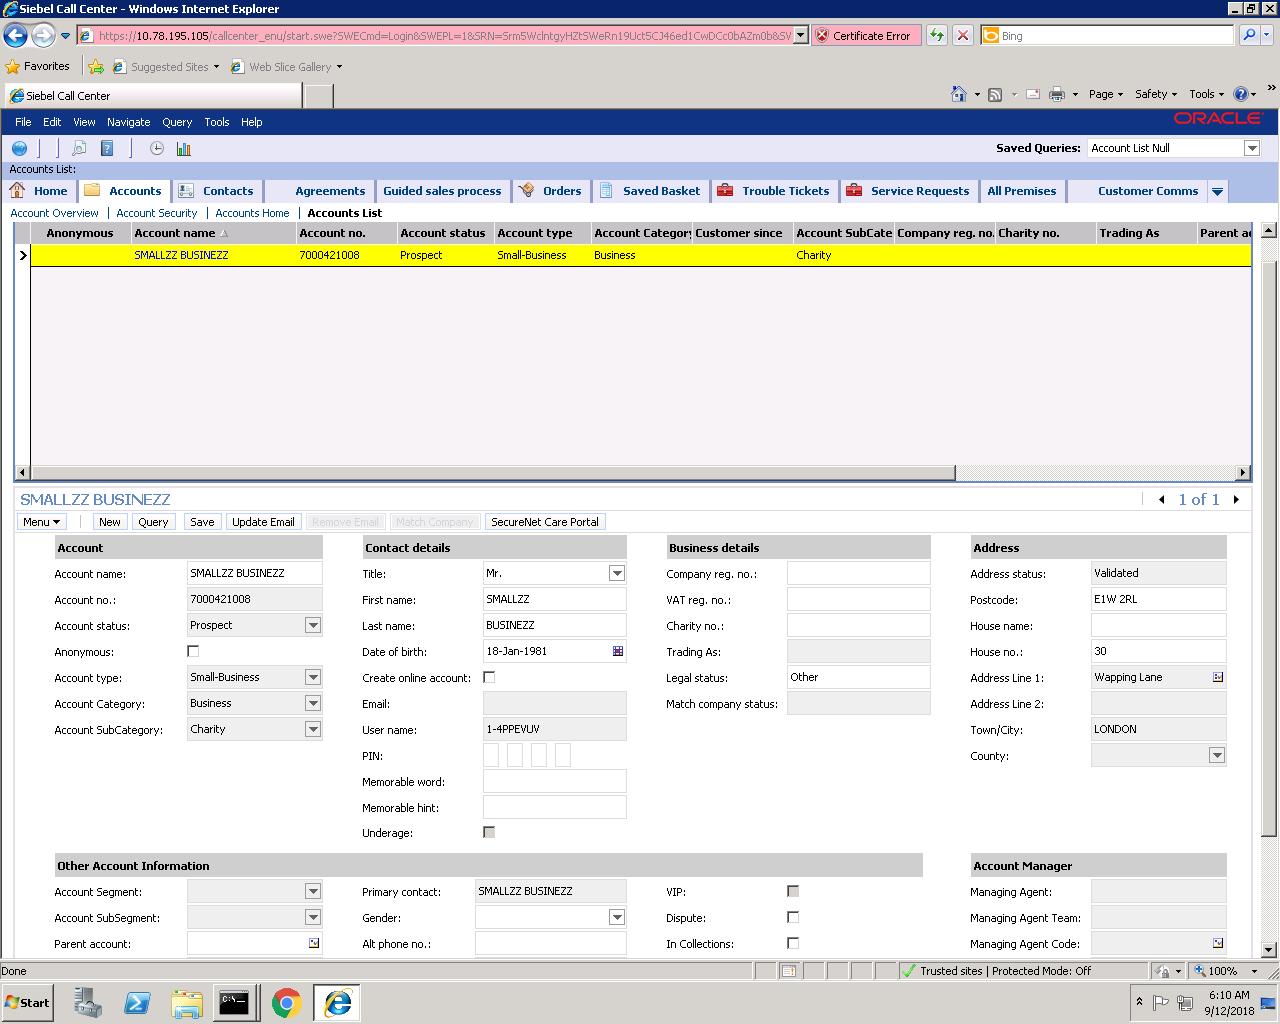 Siebel Call Center - Windows Internet Explorer
https://10.78.195.105/callcenter_enu/start.swe?SWECmd=Login&SWEPL=1&SRN=
Certificate Error
Bing
Favorites
Suggested Sites
Web Slice Gallery
Siebel Call Center
Page
Safety
Tools
File Edit View Navigate Query Tools Help
ORACLE
Saved Queries: Account List Null
Accounts List:
Home Accounts Contacts Agreements Guided sales process Orders Saved Basket Trouble Tickets Service Requests All Premises Customer Comms
Account Overview | Account Security | Accounts Home | Accounts List
Anonymous Account name Account no. Account status Account type Account Category Customer since Account SubCate Company reg. no. Charity no. Trading As Parent ac
SMALLZZ BUSINEZZ 7000421008 Prospect Small-Business Business Charity
SMALLZZ BUSINEZZ
1 of 1
Menu New Query Save Update Email Remove Email Match Company SecureNet Care Portal
Account Contact details Business details Address
Account name: SMALLZZ BUSINEZZ Title: Mr. Company reg. no.: Address status: Validated
Account no.: 7000421008 First name: SMALLZZ VAT reg. no.: Postcode: E1W 2RL
Account status: Prospect Last name: BUSINEZZ Charity no.: House name:
Anonymous: Date of birth: 18-Jan-1981 Trading As: House no.: 30
Account type: Small-Business Create online account: Legal status: Other Address Line 1: Wapping Lane
Account Category: Business Email: Match company status: Address Line 2:
Account SubCategory: Charity User name: 1-4PPEVUV Town/City: LONDON
PIN: County:
Memorable word:
Memorable hint:
Underage:
Other Account Information Account Manager
Account Segment: Primary contact: SMALLZZ BUSINEZZ VIP: Managing Agent:
Account SubSegment: Gender: Dispute: Managing Agent Team:
Parent account: Alt phone no.: In Collections: Managing Agent Code:
Done
Trusted sites | Protected Mode: Off
100%
Start
C:\
6:10 AM
9/12/2018